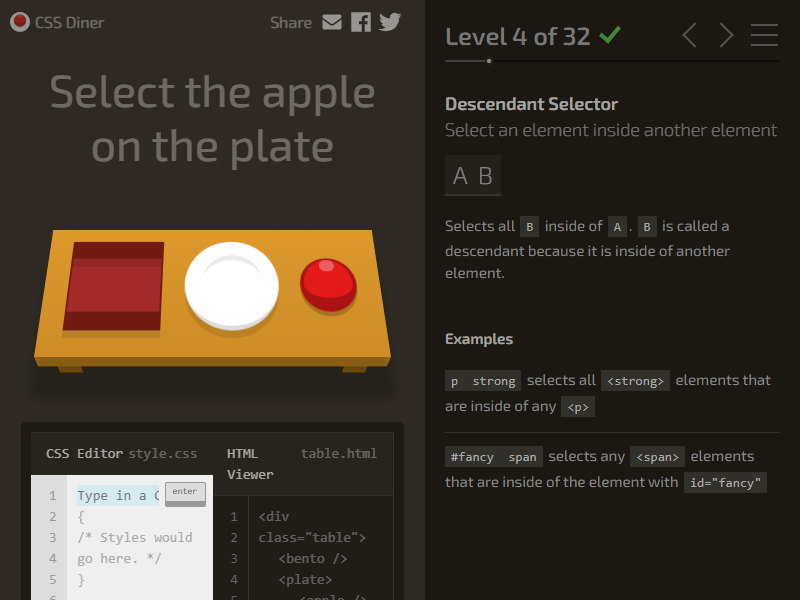 CSS Diner
Share
Select the apple
on the plate
CSS Editor style.css
HTML
Viewer
table.html
1
Type in a C
enter
2
{
3
/* Styles would
4
go here. */
5
}
6
1
<div
2
class="table">
3
<bento />
4
<plate>
5
<apple />
Level 4 of 32
Descendant Selector
Select an element inside another element
A B
Selects all B inside of A . B is called a
descendant because it is inside of another
element.
Examples
p strong selects all <strong> elements that
are inside of any <p>
#fancy span selects any <span> elements
that are inside of the element with id="fancy"